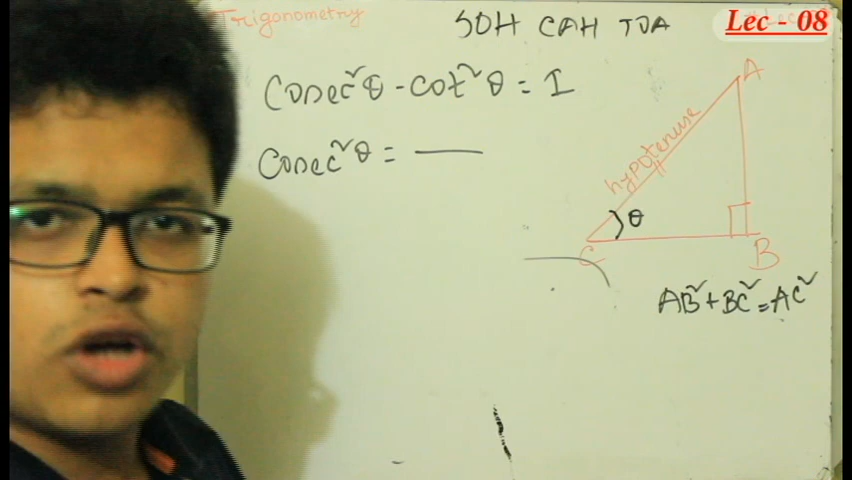 Trigonometry
SOH CAH TOA
Lec - 08
Cosec²θ - cot²θ = 1
Cosec²θ =
A
hypotenuse
θ
C
B
AB² + BC² = AC²